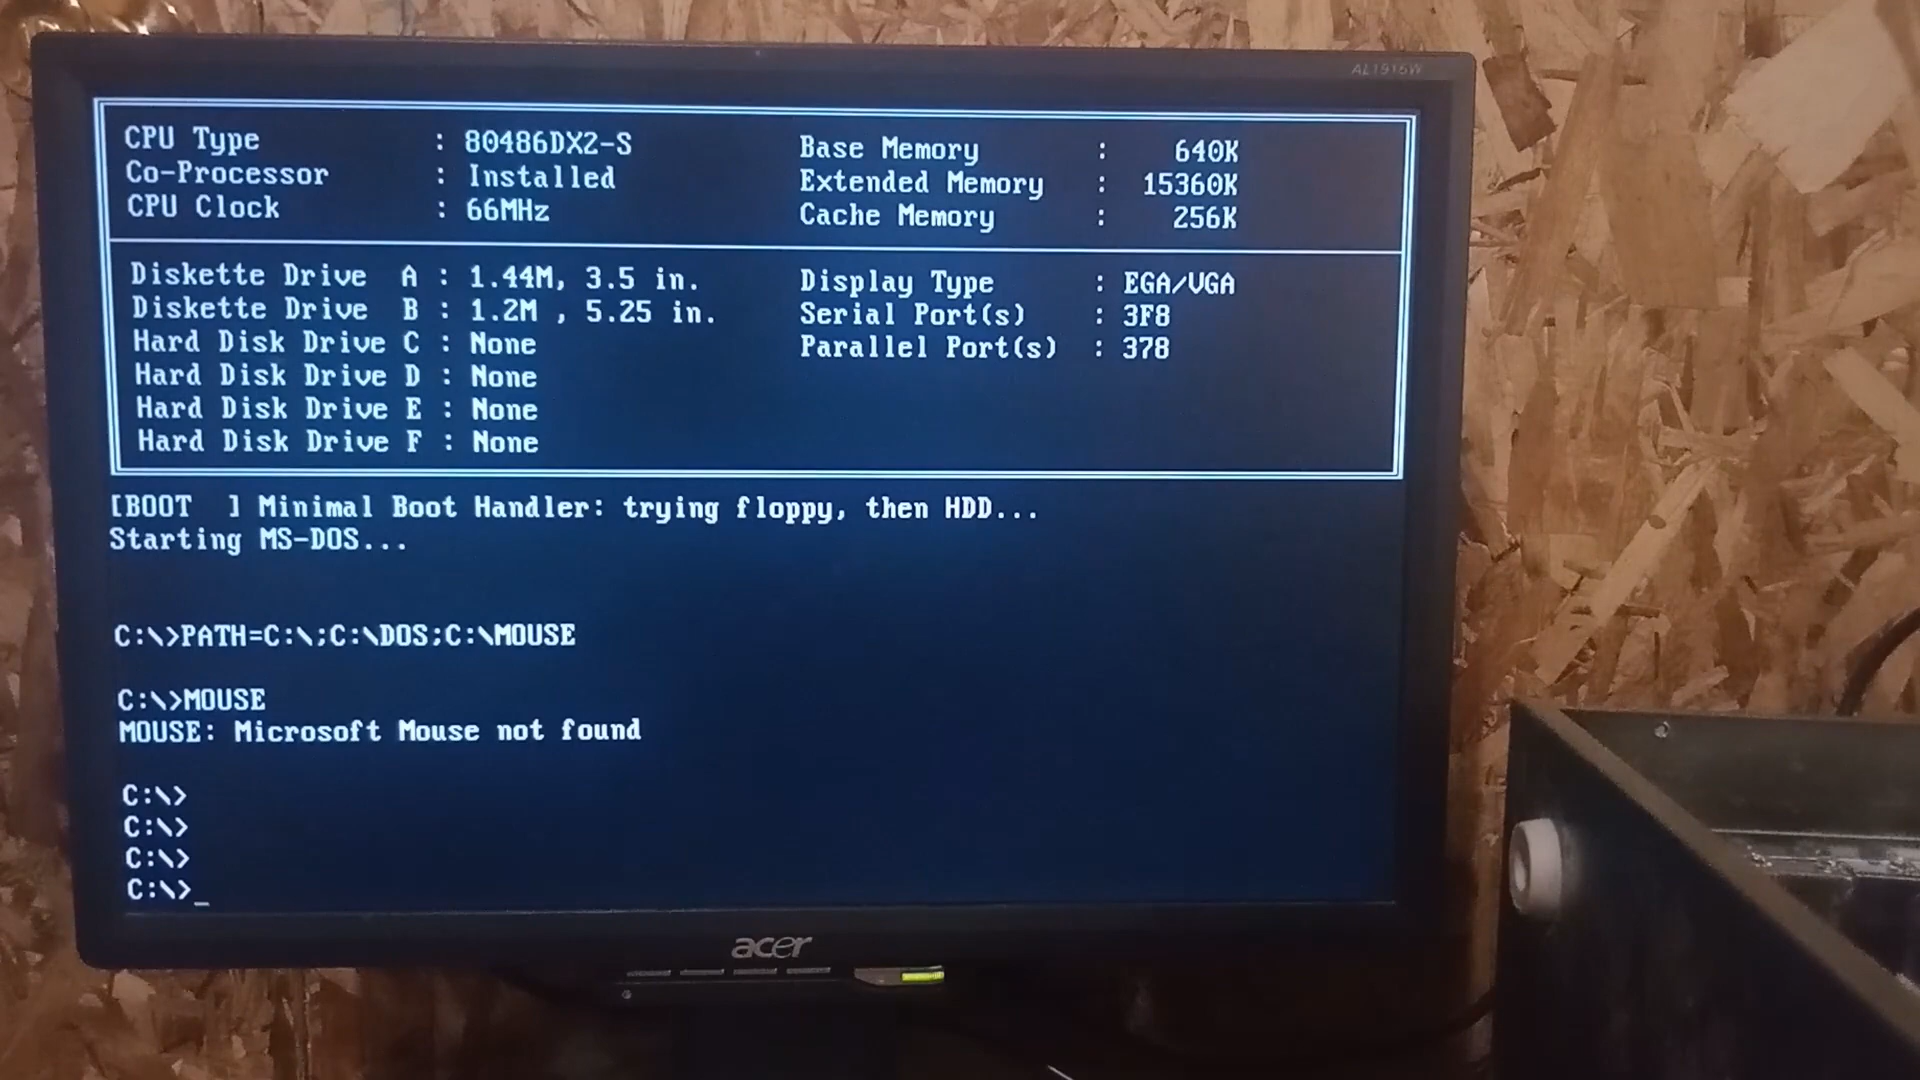 AL1916W
CPU Type : 80486DX2-S Base Memory : 640K
Co-Processor : Installed Extended Memory : 15360K
CPU Clock : 66MHz Cache Memory : 256K
Diskette Drive A : 1.44M, 3.5 in. Display Type : EGA/VGA
Diskette Drive B : 1.2M , 5.25 in. Serial Port(s) : 3F8
Hard Disk Drive C : None Parallel Port(s) : 378
Hard Disk Drive D : None
Hard Disk Drive E : None
Hard Disk Drive F : None
[BOOT ] Minimal Boot Handler: trying floppy, then HDD...
Starting MS-DOS...
C:\>PATH=C:\;C:\DOS;C:\MOUSE
C:\>MOUSE
MOUSE: Microsoft Mouse not found
C:\>
C:\>
C:\>
C:\>_
acer